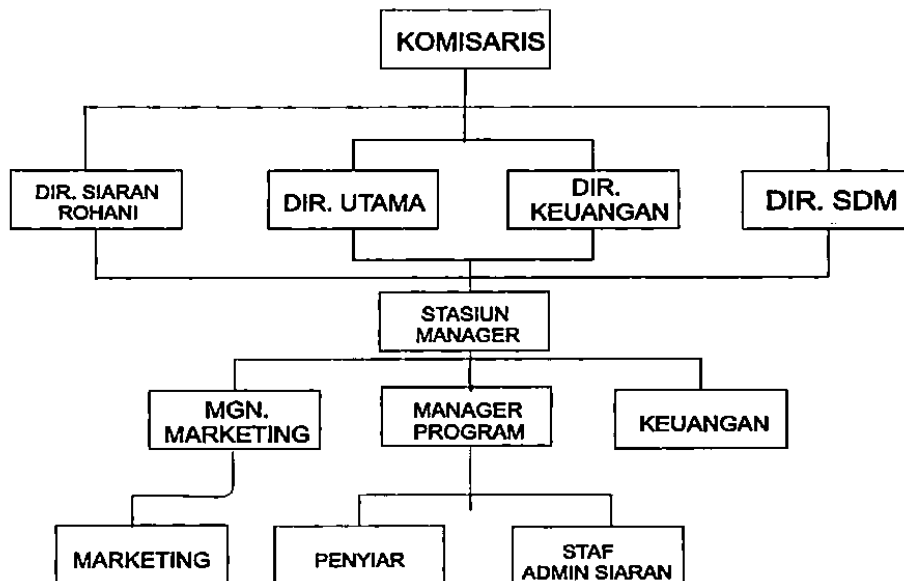 KOMISARIS
DIR. SIARAN
ROHANI
DIR. UTAMA
DIR.
KEUANGAN
DIR. SDM
STASIUN
MANAGER
MGN.
MARKETING
MANAGER
PROGRAM
KEUANGAN
MARKETING
PENYIAR
STAF
ADMIN SIARAN